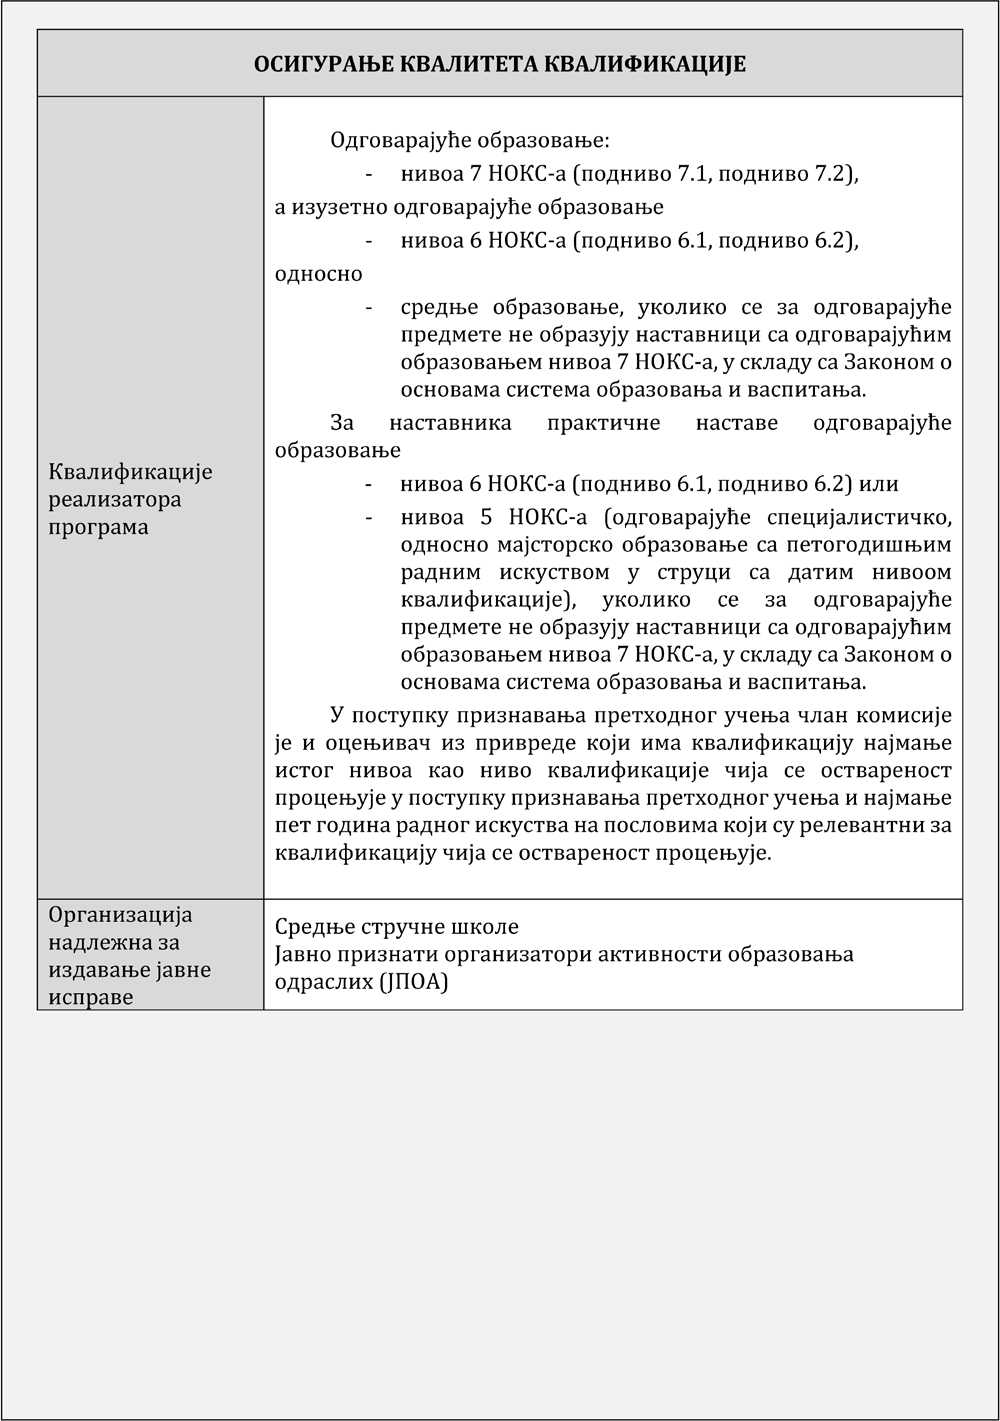 ОСИГУРАЊЕ КВАЛИТЕТА КВАЛИФИКАЦИЈЕ
Квалификације
реализатора
програма
Одговарајуће образовање:
- нивоа 7 НОКС-а (подниво 7.1, подниво 7.2),
а изузетно одговарајуће образовање
- нивоа 6 НОКС-а (подниво 6.1, подниво 6.2),
односно
- средње образовање, уколико се за одговарајуће
предмете не образују наставници са одговарајућим
образовањем нивоа 7 НОКС-а, у складу са Законом о
основама система образовања и васпитања.
За наставника практичне наставе одговарајуће
образовање
- нивоа 6 НОКС-а (подниво 6.1, подниво 6.2) или
- нивоа 5 НОКС-а (одговарајуће специјалистичко,
односно мајсторско образовање са петогодишњим
радним искуством у струци са датим нивоом
квалификације), уколико се за одговарајуће
предмете не образују наставници са одговарајућим
образовањем нивоа 7 НОКС-а, у складу са Законом о
основама система образовања и васпитања.
У поступку признавања претходног учења члан комисије
је и оцењивач из привреде који има квалификацију најмање
истог нивоа као ниво квалификације чија се оствареност
процењује у поступку признавања претходног учења и најмање
пет година радног искуства на пословима који су релевантни за
квалификацију чија се оствареност процењује.
Организација
надлежна за
издавање јавне
исправе
Средње стручне школе
Јавно признати организатори активности образовања
одраслих (ЈПОА)